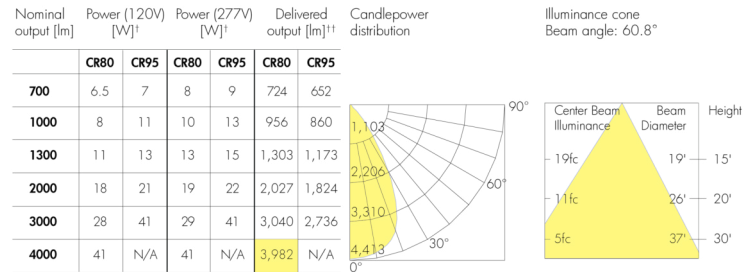 Nominal output [lm] Power (120V) [W]† Power (277V) [W]† Delivered output [lm]††
CR80 CR95 CR80 CR95 CR80 CR95
700 6.5 7 8 9 724 652
1000 8 11 10 13 956 860
1300 11 13 13 15 1,303 1,173
2000 18 21 19 22 2,027 1,824
3000 28 41 29 41 3,040 2,736
4000 41 N/A 41 N/A 3,982 N/A
Candlepower
distribution
90°
1,103
2,206
60°
3,310
30°
4,413
0°
Illuminance cone
Beam angle: 60.8°
Center Beam Illuminance Beam Diameter Height
19fc 19' 15'
11fc 26' 20'
5fc 37' 30'